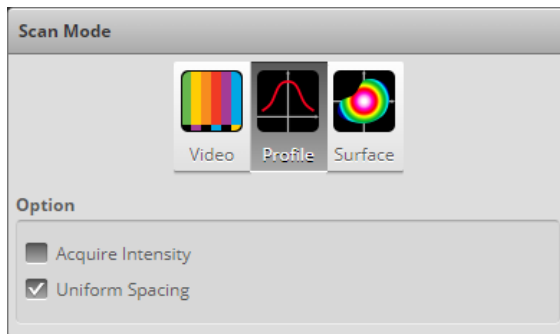 Scan Mode
Video Profile Surface
Option
Acquire Intensity
Uniform Spacing